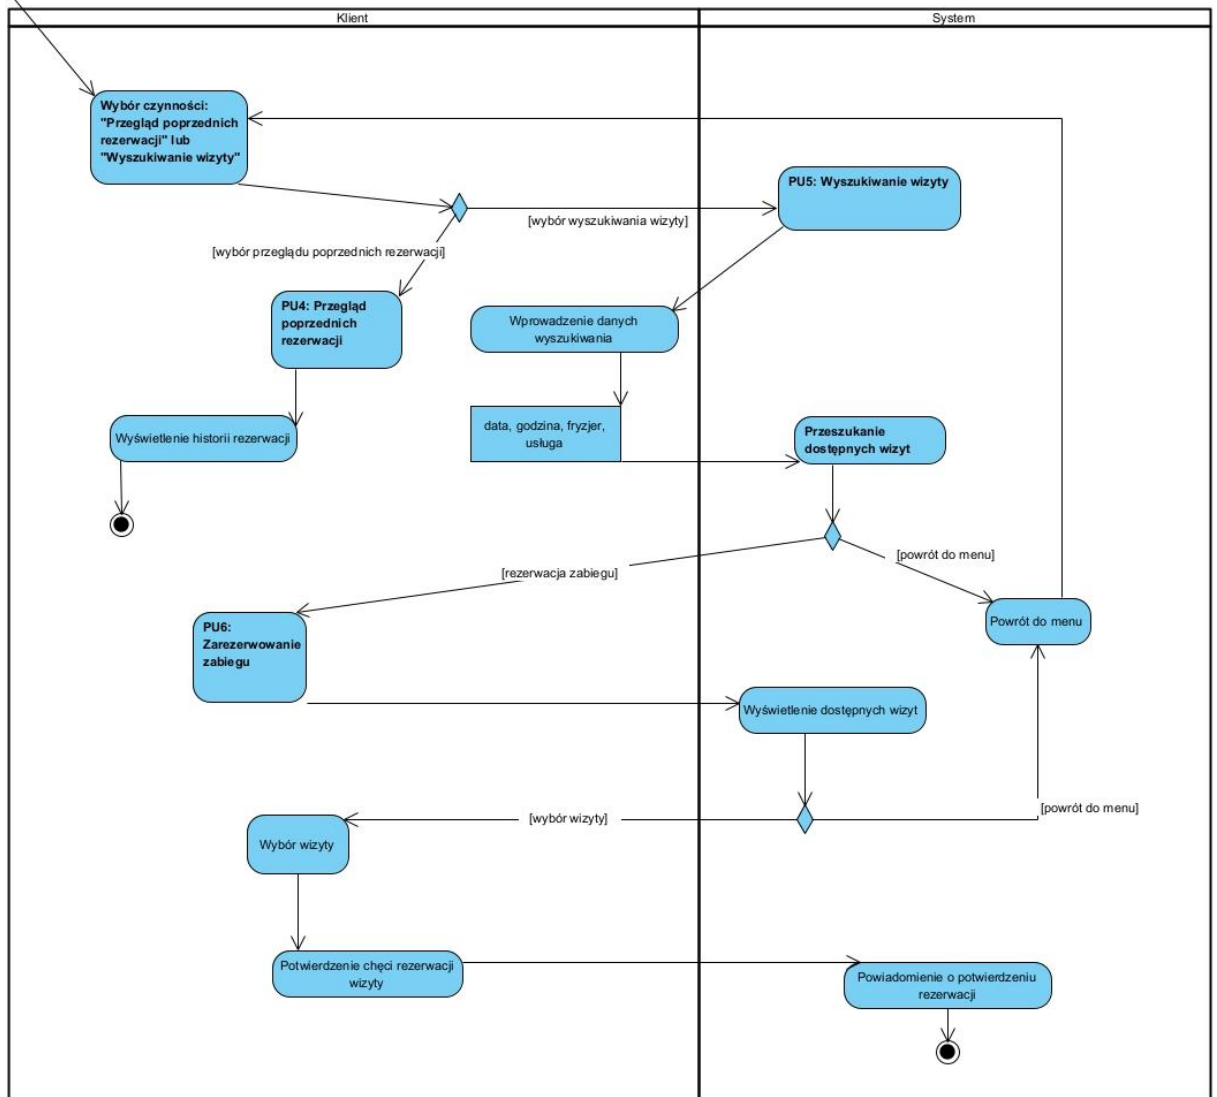 Klient
System
Wybór czynności:
"Przegląd poprzednich
rezerwacji" lub
"Wyszukiwanie wizyty"
PU5: Wyszukiwanie wizyty
[wybór wyszukiwania wizyty]
[wybór przeglądu poprzednich rezerwacji]
PU4: Przegląd
poprzednich
rezerwacji
Wprowadzenie danych
wyszukiwania
Wyświetlenie historii rezerwacji
data, godzina, fryzjer,
usługa
Przeszukanie
dostępnych wizyt
[powrót do menu]
[rezerwacja zabiegu]
Powrót do menu
PU6:
Zarezerwowanie
zabiegu
Wyświetlenie dostępnych wizyt
[wybór wizyty]
[powrót do menu]
Wybór wizyty
Potwierdzenie chęci rezerwacji
wizyty
Powiadomienie o potwierdzeniu
rezerwacji